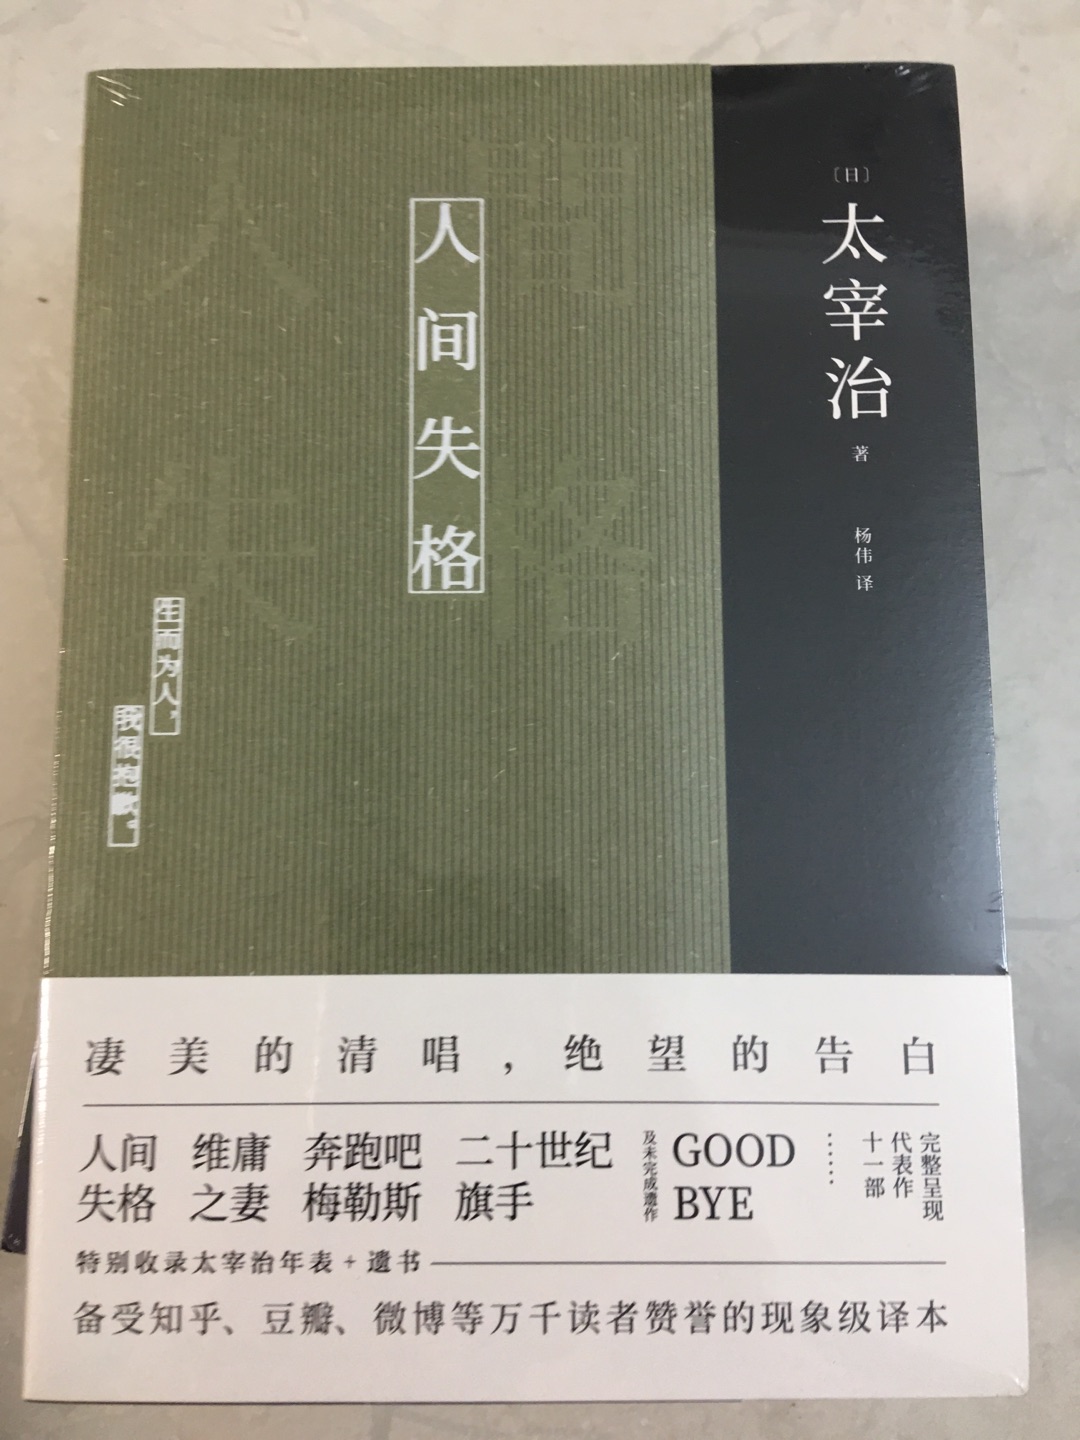 人间失格
生而为人，
我很抱歉。
〔日〕
太宰治
著
杨伟 译
凄美的清唱，绝望的告白
人间失格
维庸之妻
奔跑吧梅勒斯
二十世纪旗手
及未完成遗作
GOOD BYE
……
完整呈现
代表作
十一部
特别收录太宰治年表 + 遗书
备受知乎、豆瓣、微博等万千读者赞誉的现象级译本